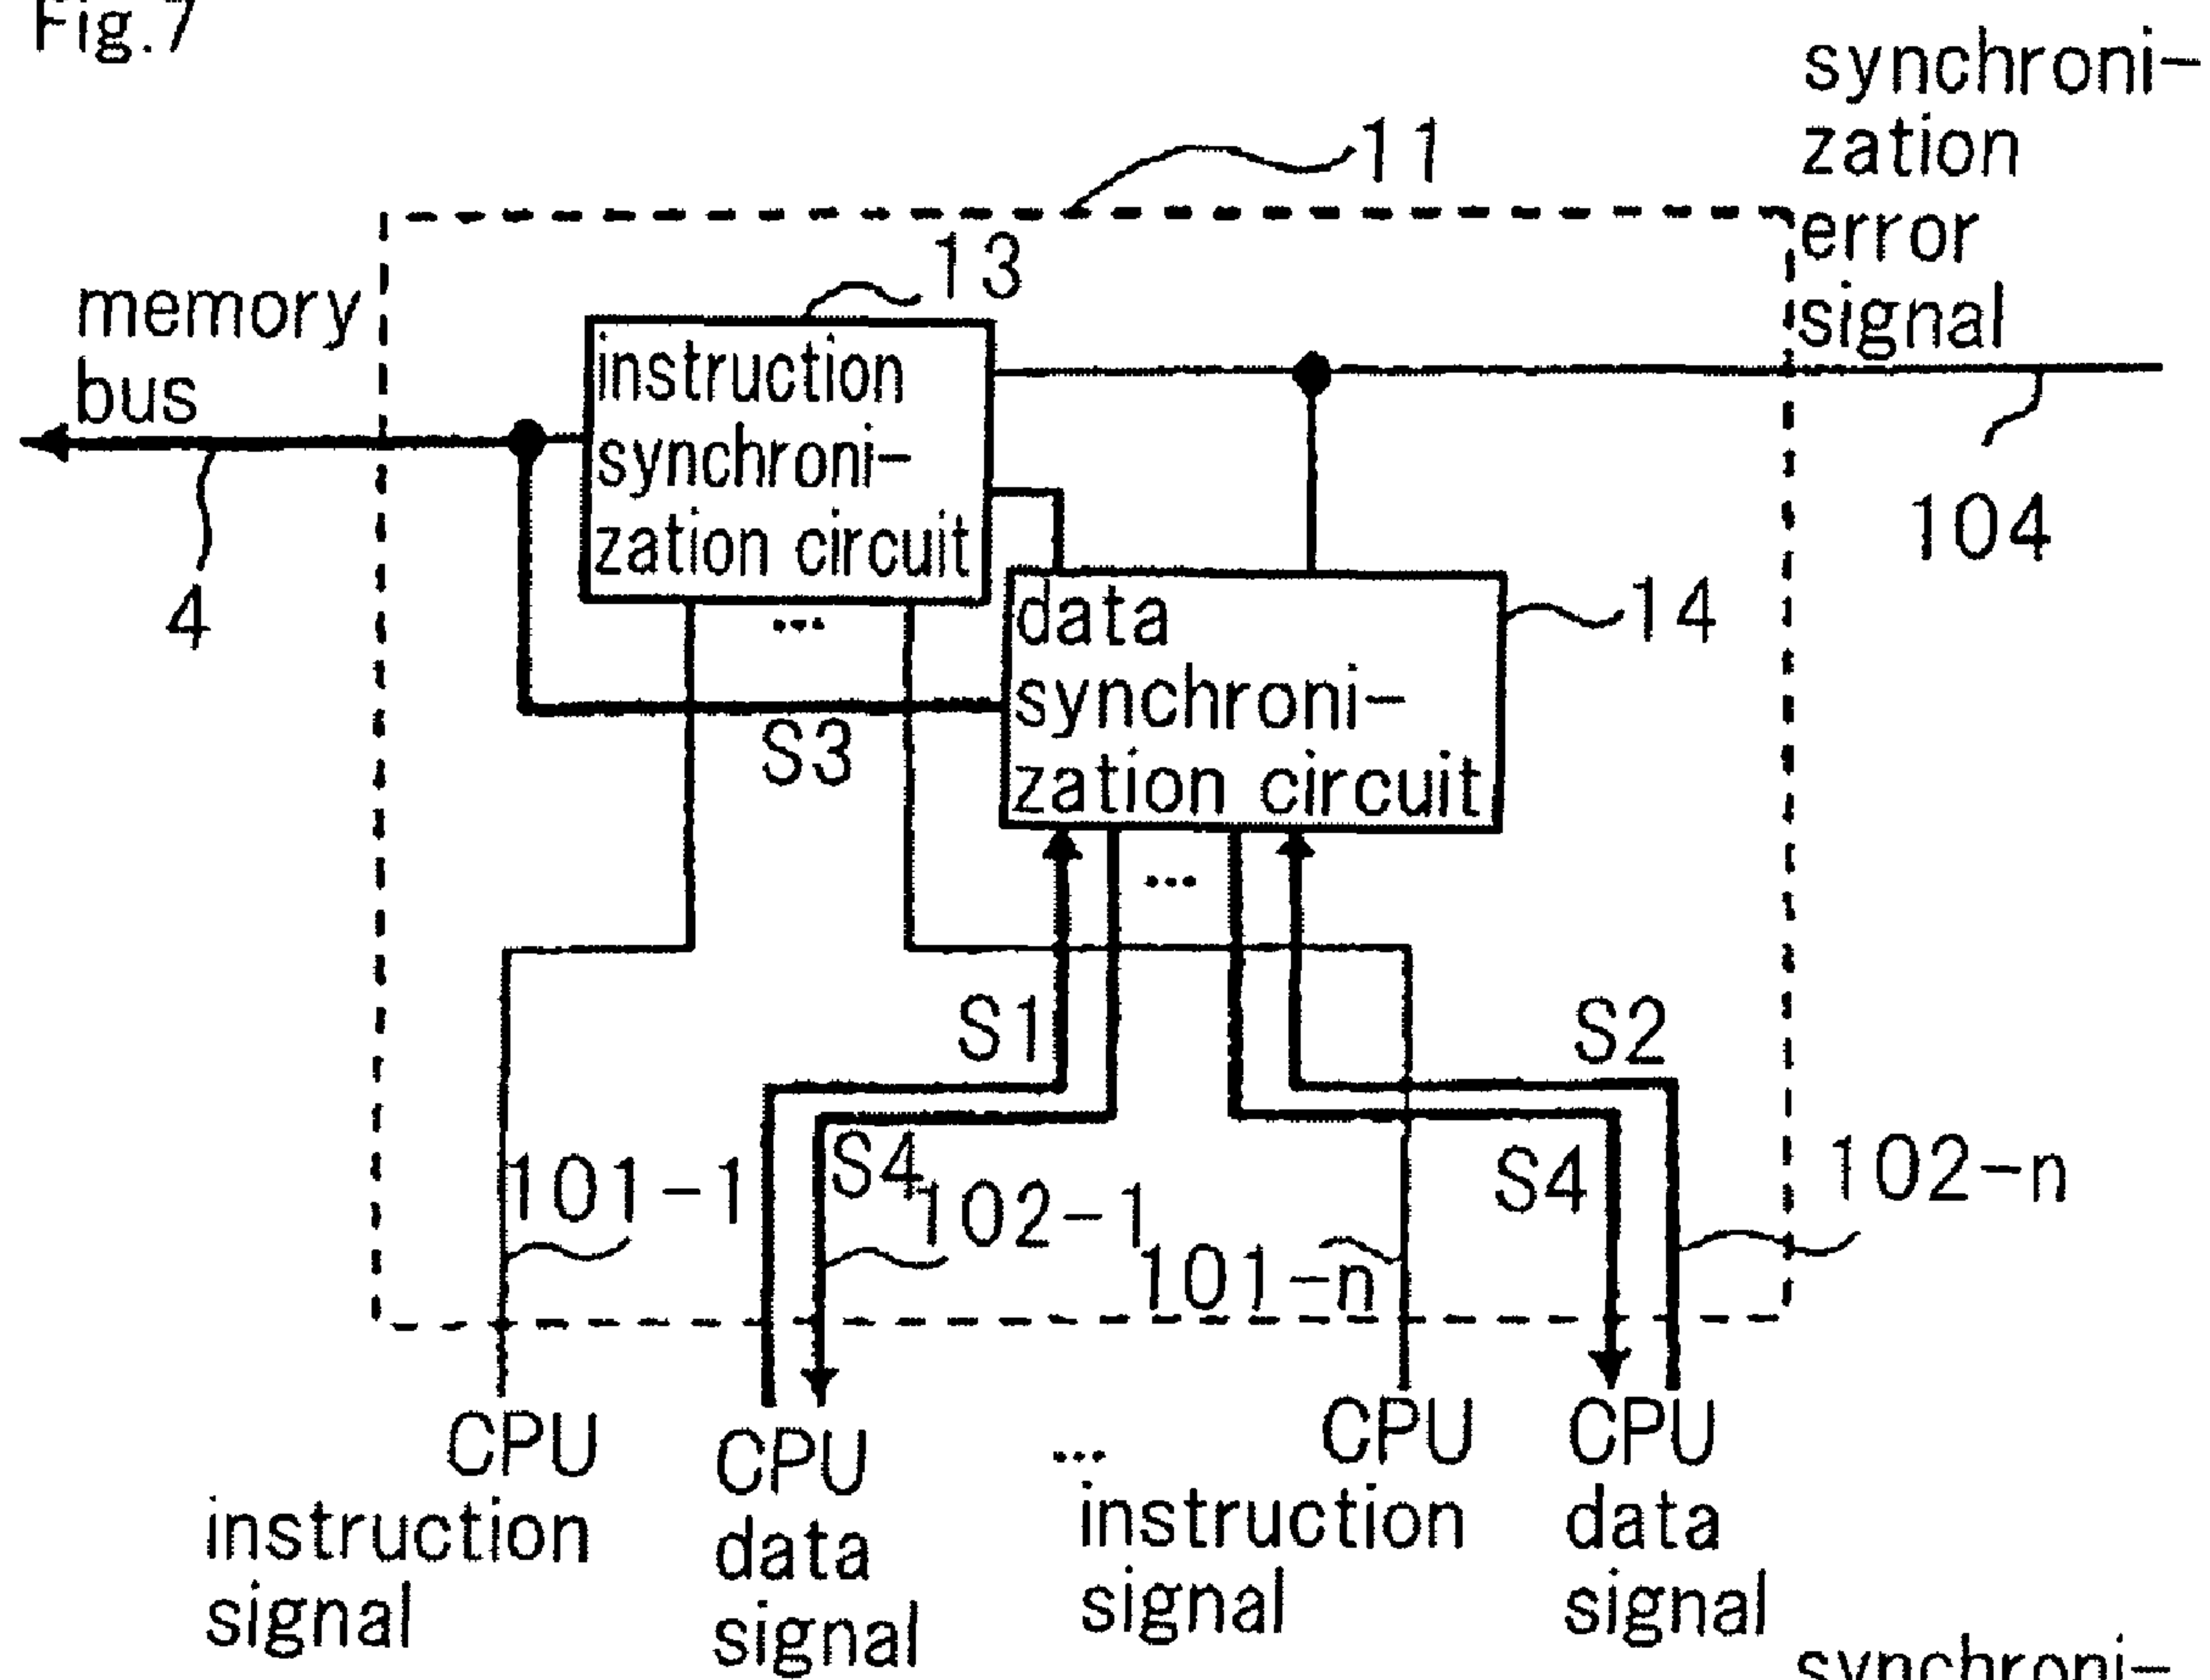 Fig.7
synchroni-
zation
error
signal
11
13
memory
bus
instruction
synchroni-
zation circuit
4
104
data
synchroni-
zation circuit
14
...
S3
...
S1
S2
S4
101-1
102-1
101-n
S4
102-n
CPU
instruction
signal
CPU
data
signal
...
CPU
instruction
signal
CPU
data
signal
synchroni-